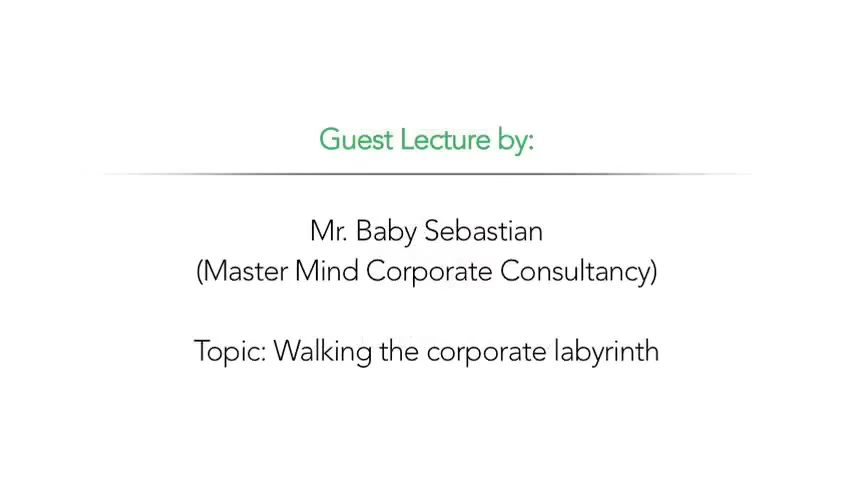 Guest Lecture by:
Mr. Baby Sebastian
(Master Mind Corporate Consultancy)
Topic: Walking the corporate labyrinth